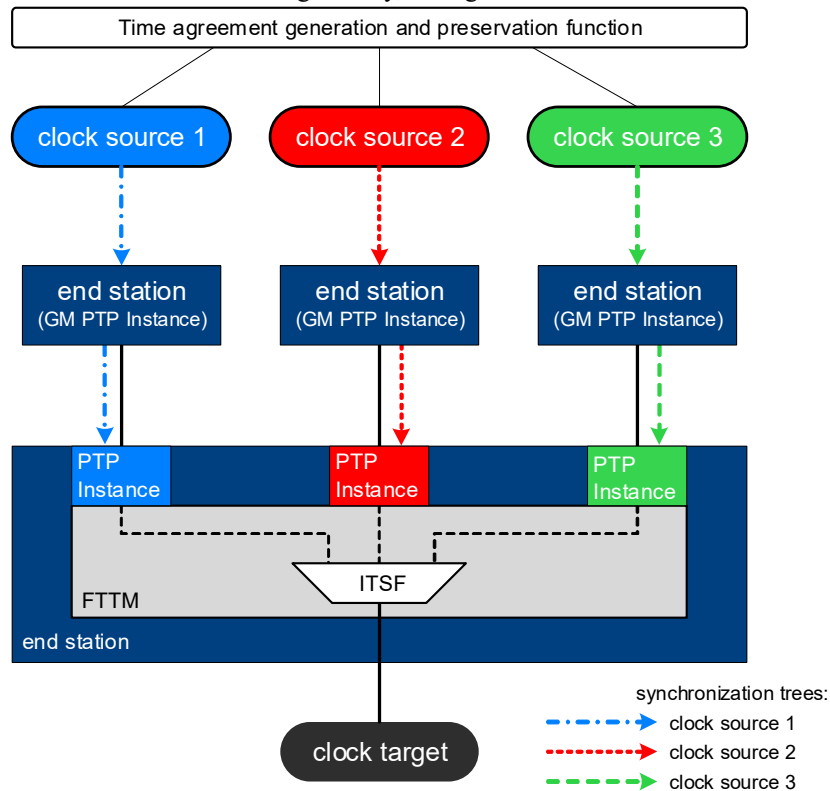 Time agreement generation and preservation function
clock source 1
clock source 2
clock source 3
end station
(GM PTP Instance)
end station
(GM PTP Instance)
end station
(GM PTP Instance)
PTP
Instance
PTP
Instance
PTP
Instance
ITSF
FTTM
end station
clock target
synchronization trees:
clock source 1
clock source 2
clock source 3